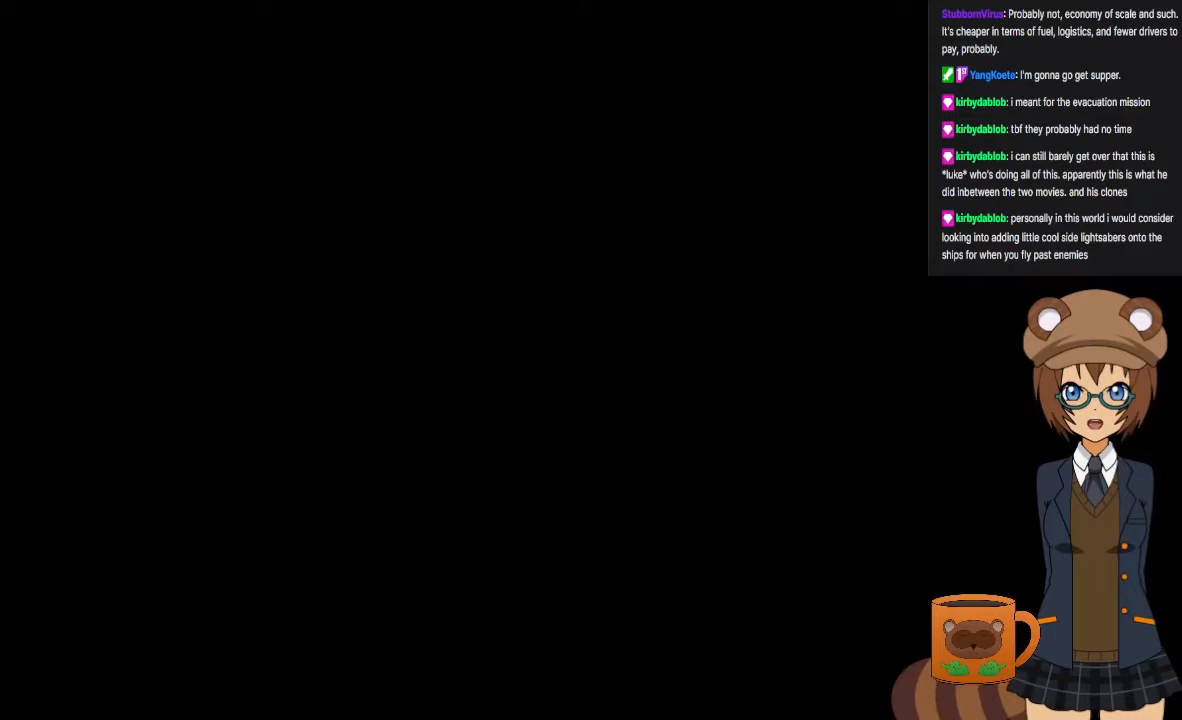 StubbornVirus: Probably not, economy of scale and such.
It's cheaper in terms of fuel, logistics, and fewer drivers to
pay, probably.
YangKoete: I'm gonna go get supper.
kirbydablob: i meant for the evacuation mission
kirbydablob: tbf they probably had no time
kirbydablob: i can still barely get over that this is
*luke* who's doing all of this. apparently this is what he
did inbetween the two movies. and his clones
kirbydablob: personally in this world i would consider
looking into adding little cool side lightsabers onto the
ships for when you fly past enemies